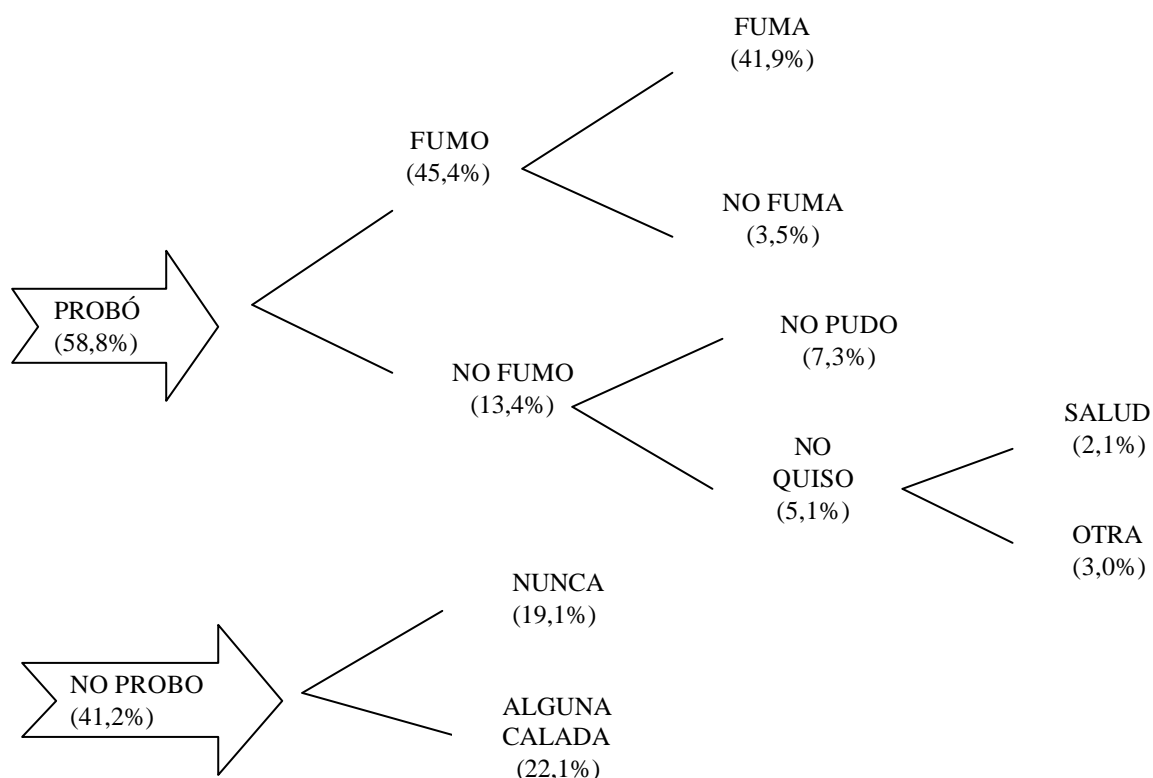 FUMA
(41,9%)
FUMO
(45,4%)
NO FUMA
(3,5%)
PROBÓ
(58,8%)
NO PUDO
(7,3%)
NO FUMO
(13,4%)
SALUD
(2,1%)
NO
QUISO
(5,1%)
OTRA
(3,0%)
NUNCA
(19,1%)
NO PROBO
(41,2%)
ALGUNA
CALADA
(22,1%)